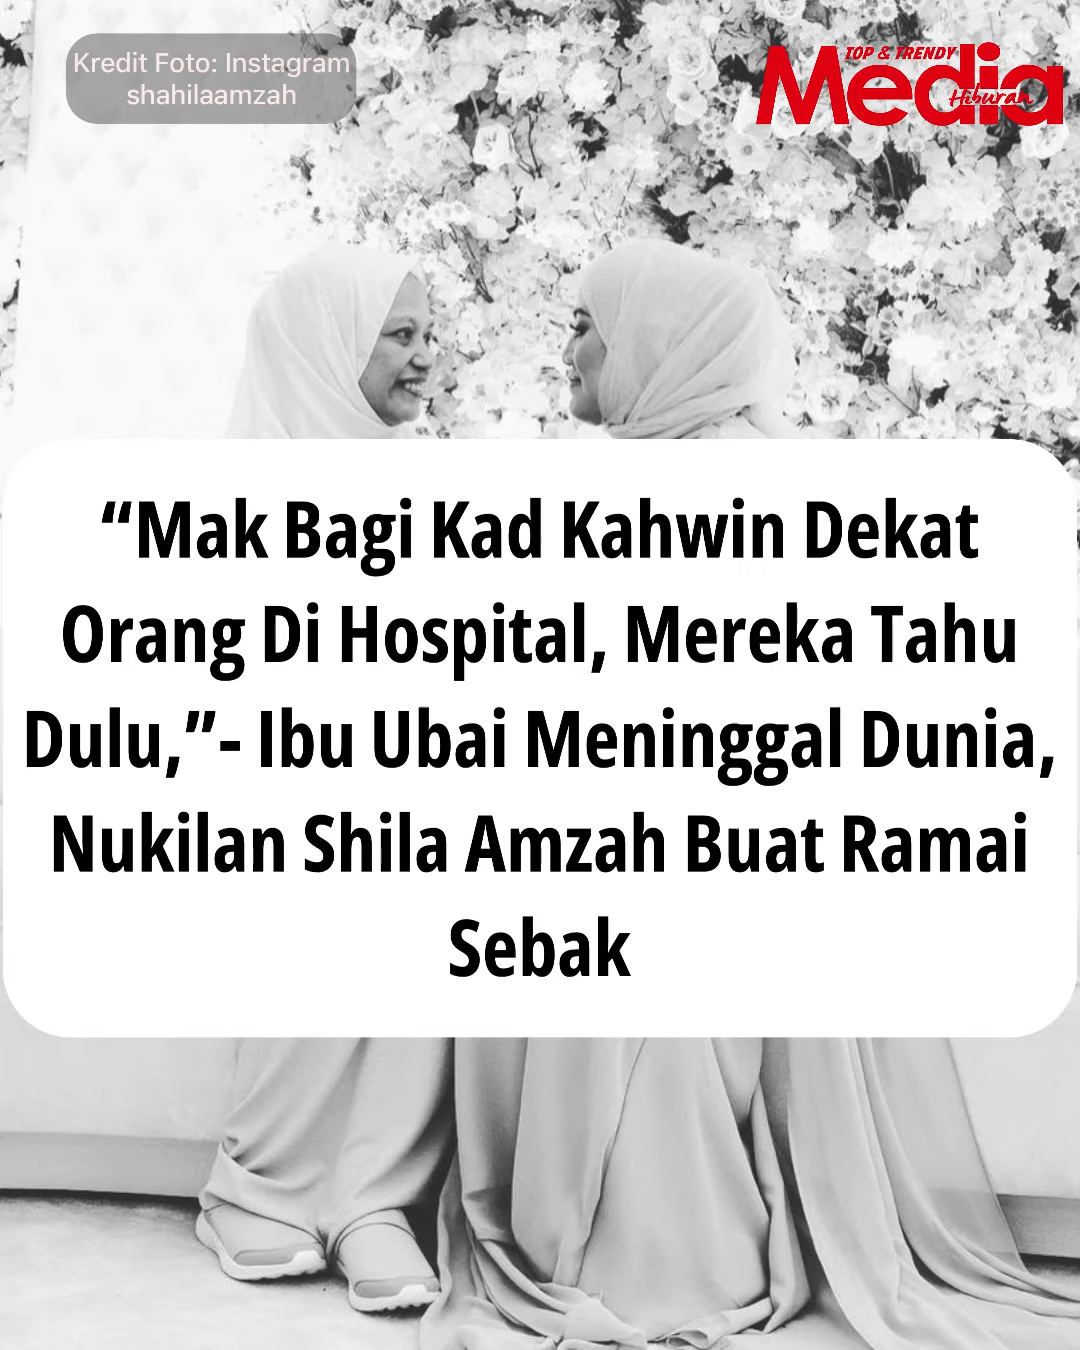 Kredit Foto: Instagram
shahilaamzah
TOP & TRENDY
Media
Hiburan
“Mak Bagi Kad Kahwin Dekat
Orang Di Hospital, Mereka Tahu
Dulu,”- Ibu Ubai Meninggal Dunia,
Nukilan Shila Amzah Buat Ramai
Sebak